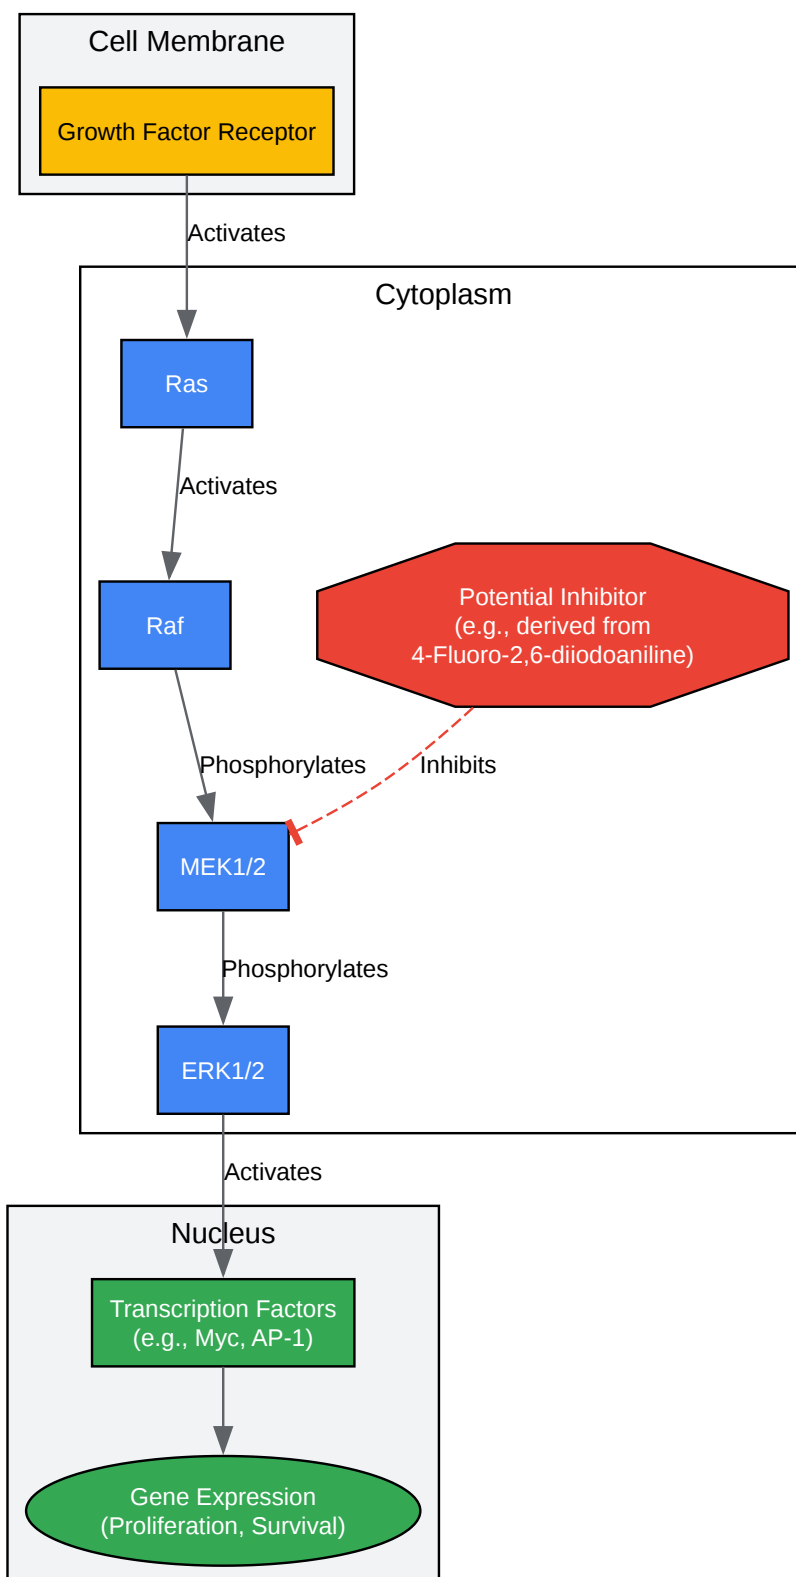 Cell Membrane
Growth Factor Receptor
Activates
Cytoplasm
Ras
Activates
Raf
Potential Inhibitor
(e.g., derived from
4-Fluoro-2,6-diiodoaniline)
Phosphorylates
Inhibits
MEK1/2
Phosphorylates
ERK1/2
Activates
Nucleus
Transcription Factors
(e.g., Myc, AP-1)
Gene Expression
(Proliferation, Survival)